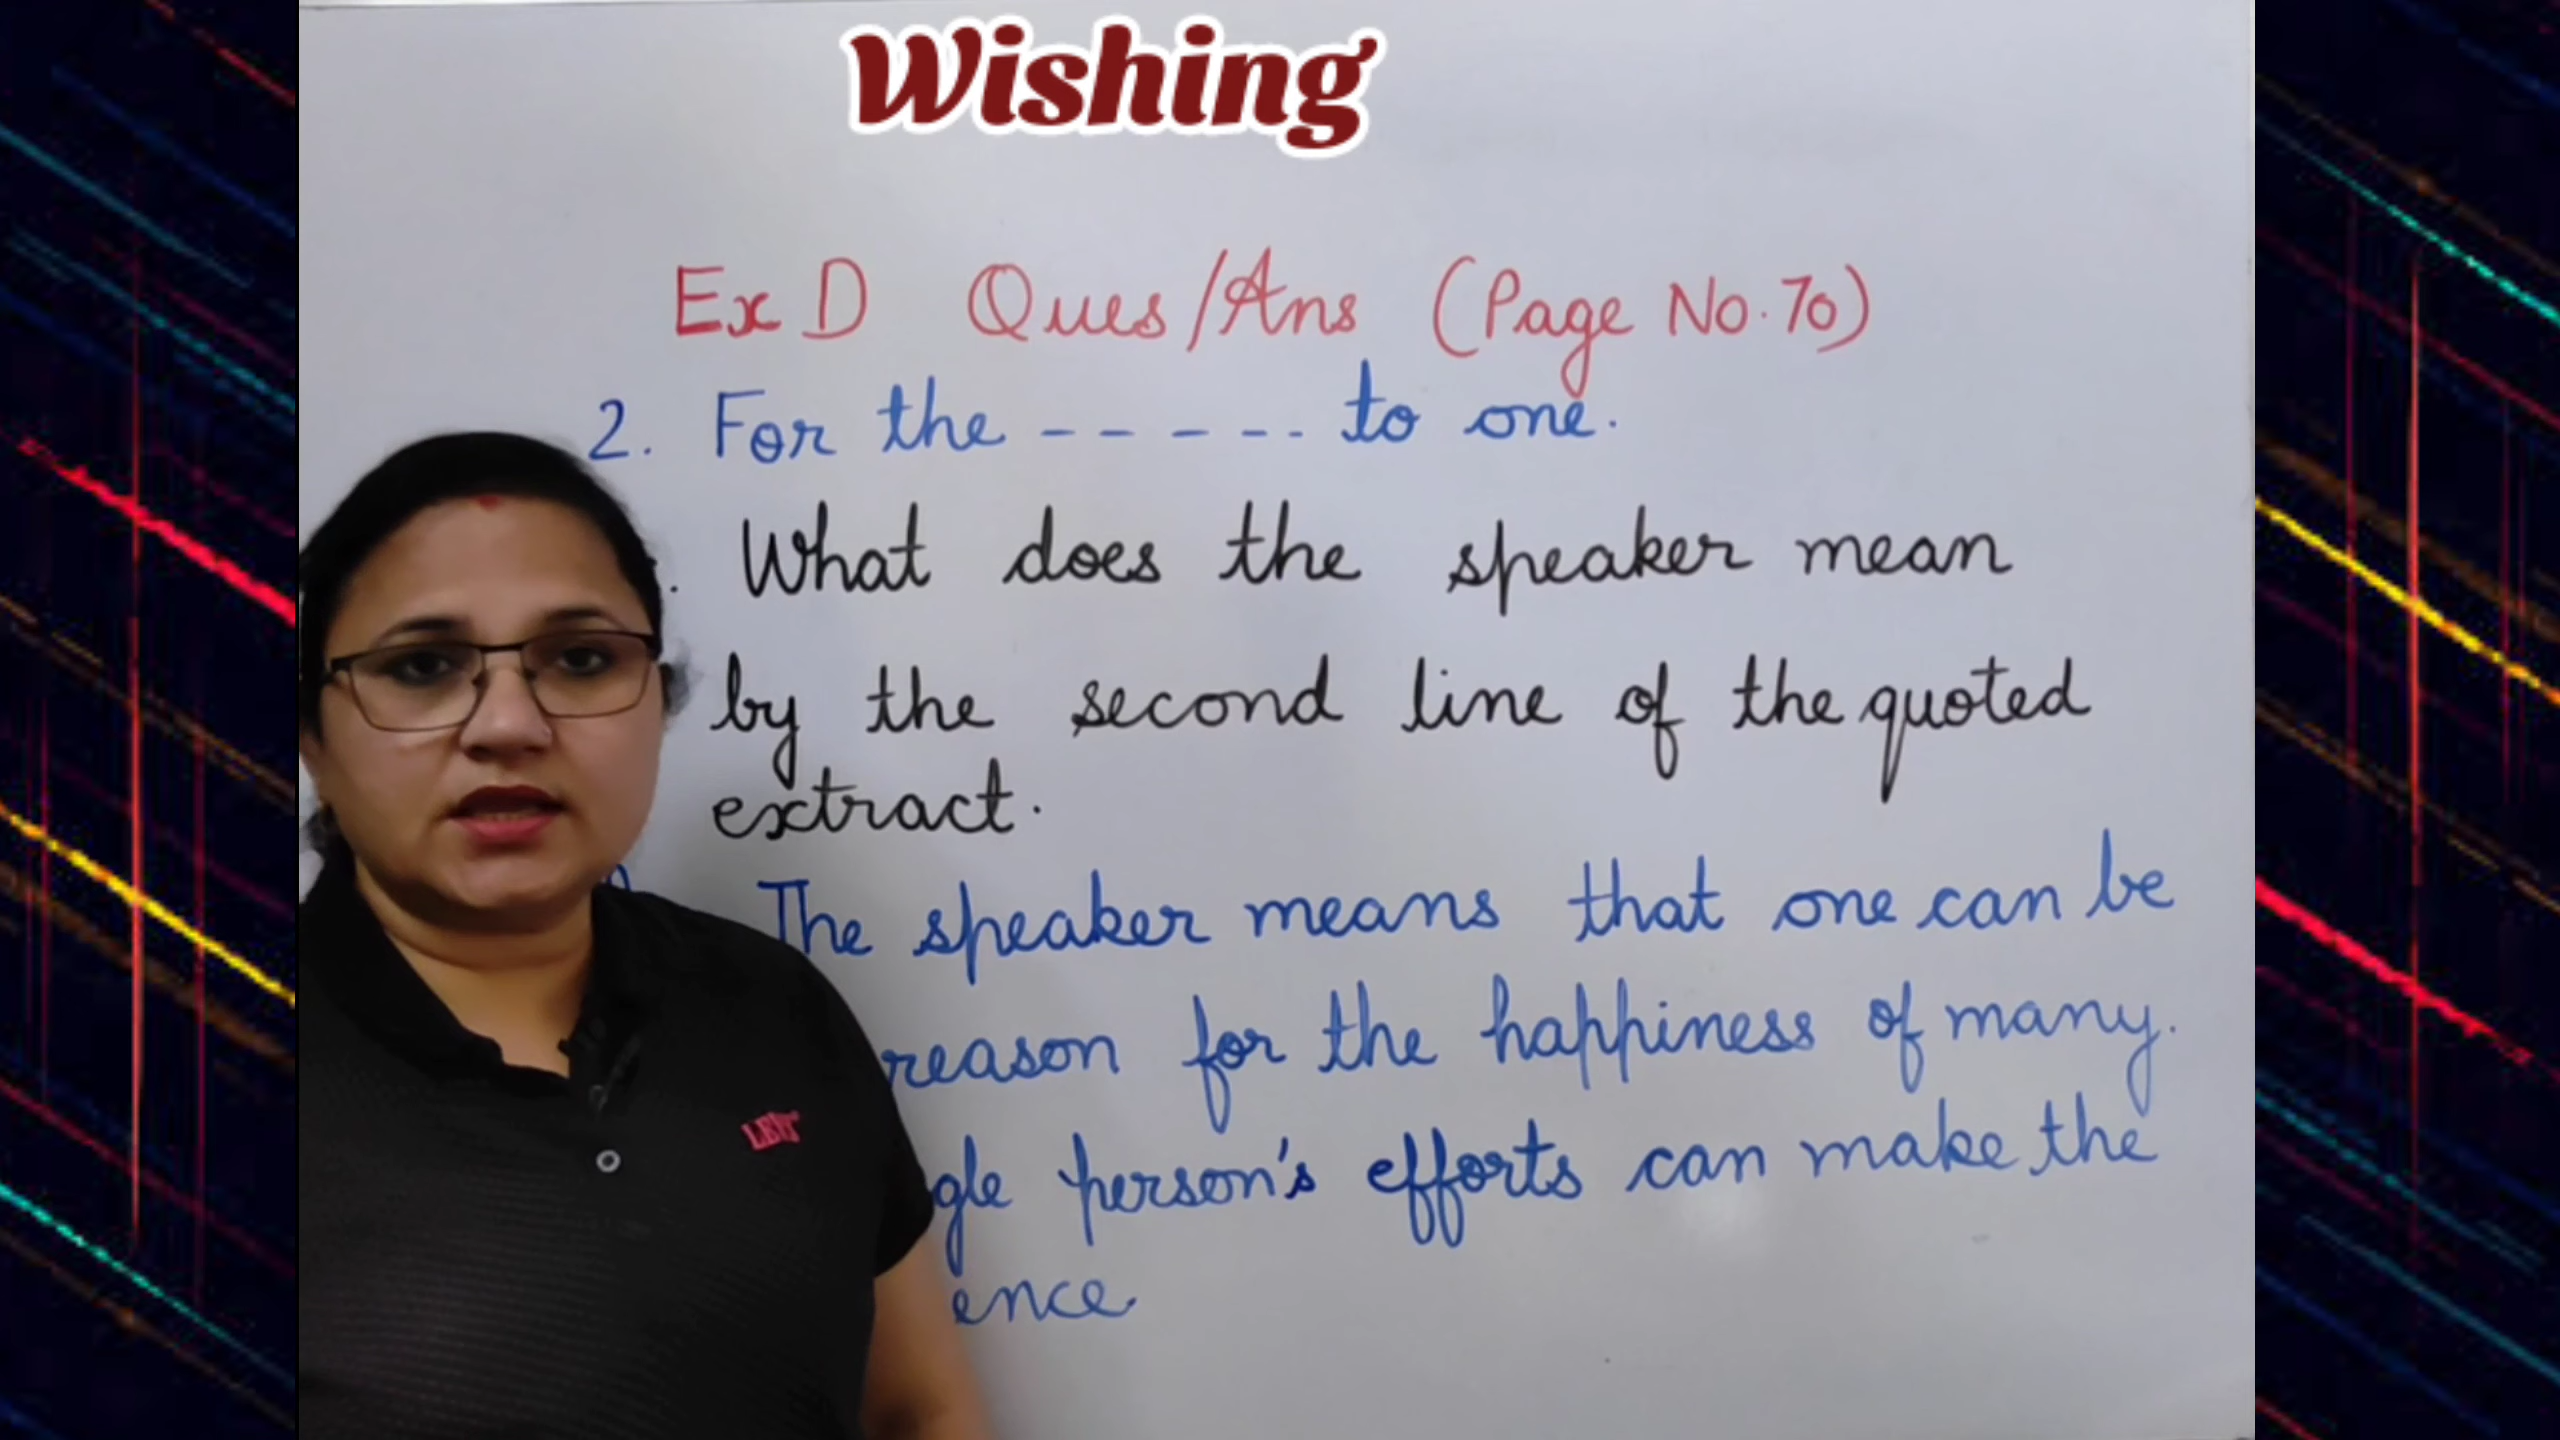 Wishing
Ex D Ques/Ans (Page No. 70)
2. For the ----- to one.
. What does the speaker mean
by the second line of the quoted
extract.
The speaker means that one can be
reason for the happiness of many.
gle person's efforts can make the
ence